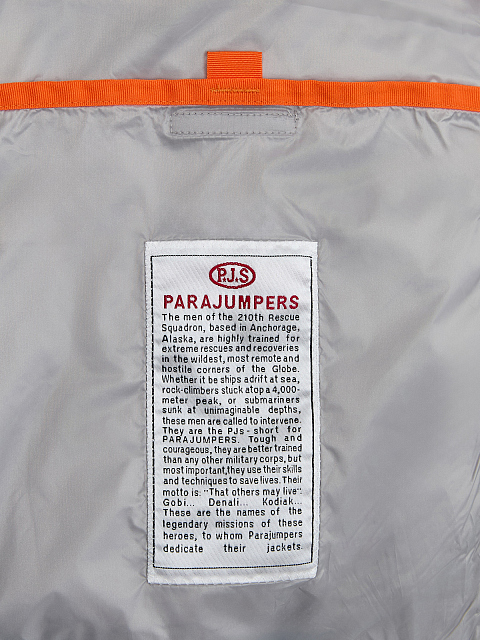 P.J.S
PARAJUMPERS
The men of the 210th Rescue
Squadron, based in Anchorage,
Alaska, are highly trained for
extreme rescues and recoveries
in the wildest, most remote and
hostile corners of the Globe.
Whether it be ships adrift at sea,
rock-climbers stuck atop a 4,000-
meter peak, or submariners
sunk at unimaginable depths,
these men are called to intervene.
They are the PJs - short for
PARAJUMPERS. Tough and
courageous, they are better trained
than any other military corps, but
most important,they use their skills
and techniques to save lives. Their
motto is: "That others may live".
Gobi... Denali... Kodiak...
These are the names of the
legendary missions of these
heroes, to whom Parajumpers
dedicate their jackets.